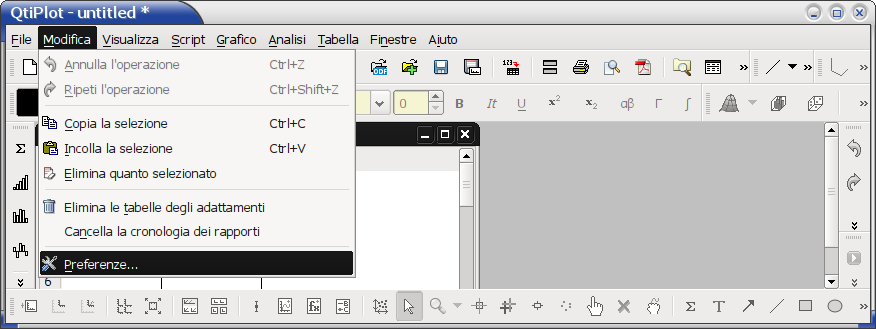 QtiPlot - untitled *
File Modifica Visualizza Script Grafico Analisi Tabella Finestre Aiuto
Annulla l'operazione Ctrl+Z
Ripeti l'operazione Ctrl+Shift+Z
0 B It U x² x₂ αβ Γ ∫
Copia la selezione Ctrl+C
Incolla la selezione Ctrl+V
Elimina quanto selezionato
Elimina le tabelle degli adattamenti
Cancella la cronologia dei rapporti
Preferenze...
6
Σ T